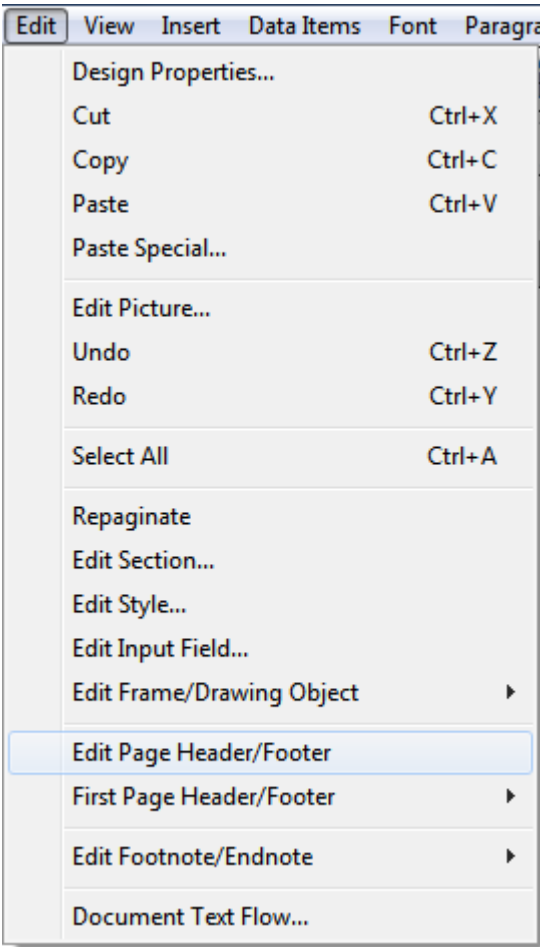 Edit View Insert Data Items Font Paragra
Design Properties...
Cut Ctrl+X
Copy Ctrl+C
Paste Ctrl+V
Paste Special...
Edit Picture...
Undo Ctrl+Z
Redo Ctrl+Y
Select All Ctrl+A
Repaginate
Edit Section...
Edit Style...
Edit Input Field...
Edit Frame/Drawing Object
Edit Page Header/Footer
First Page Header/Footer
Edit Footnote/Endnote
Document Text Flow...